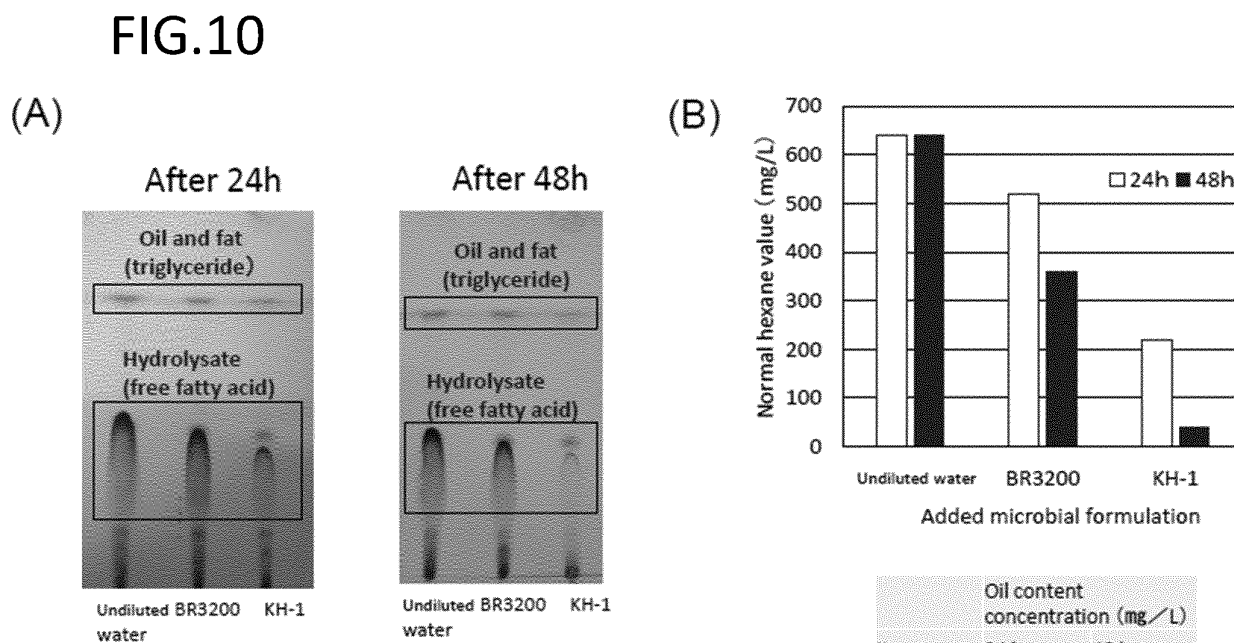 FIG.10
(A)
After 24h
Oil and fat
(triglyceride)
Hydrolysate
(free fatty acid)
Undiluted BR3200 KH-1
water
After 48h
Oil and fat
(triglyceride)
Hydrolysate
(free fatty acid)
Undiluted BR3200 KH-1
water
(B)
Normal hexane value (mg/L)
700
600
500
400
300
200
100
0
□24h ■48h
Undiluted water BR3200 KH-1
Added microbial formulation
Oil content
concentration (mg/L)